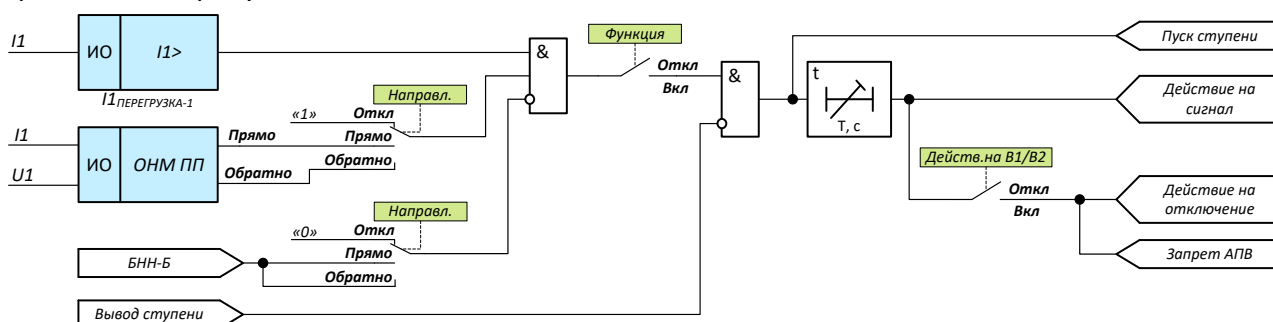 I1
ИО
I1>
I1ПЕРЕГРУЗКА-1
I1
U1
ИО
ОНМ ПП
Прямо
Обратно
Направл.
«1»
Откл
Прямо
Обратно
Направл.
«0»
Откл
Прямо
Обратно
БНН-Б
Вывод ступени
&
Функция
Откл
Вкл
&
t
T, с
Действ.на В1/В2
Откл
Вкл
Пуск ступени
Действие на
сигнал
Действие на
отключение
Запрет АПВ